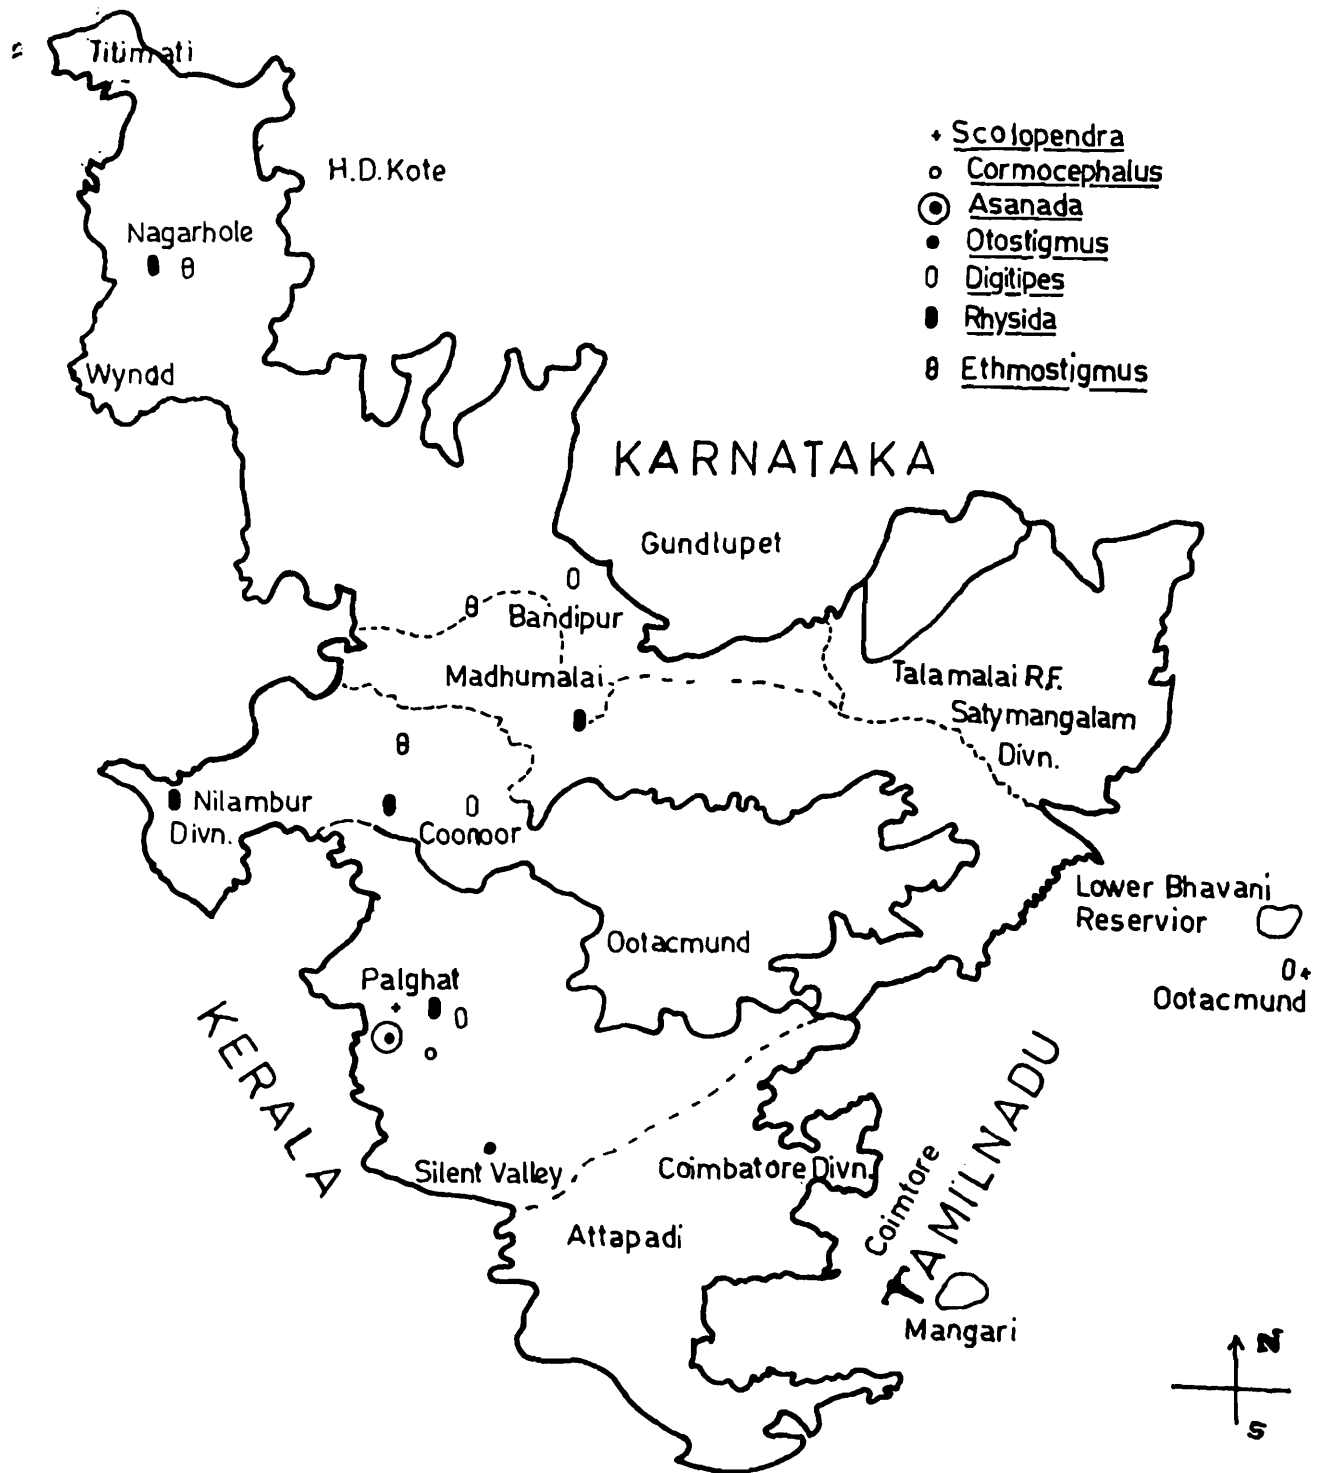 Titimati
H.D. Kote
Scolopendra
Cormocephalus
Asanada
Otostigmus
Digitipes
Rhysida
Ethmostigmus
Nagarhole
Wynad
KARNATAKA
Gundlupet
Bandipur
Madhumalai
Talamalai R.F.
Satymangalam
Divn.
Nilambur
Divn.
Coonoor
Lower Bhavani
Reservior
Ootacmund
Ootacmund
Palghat
KERALA
Silent Valley
Coimbatore Divn.
Attapadi
Coimtore
TAMILNADU
Mangari
N
S